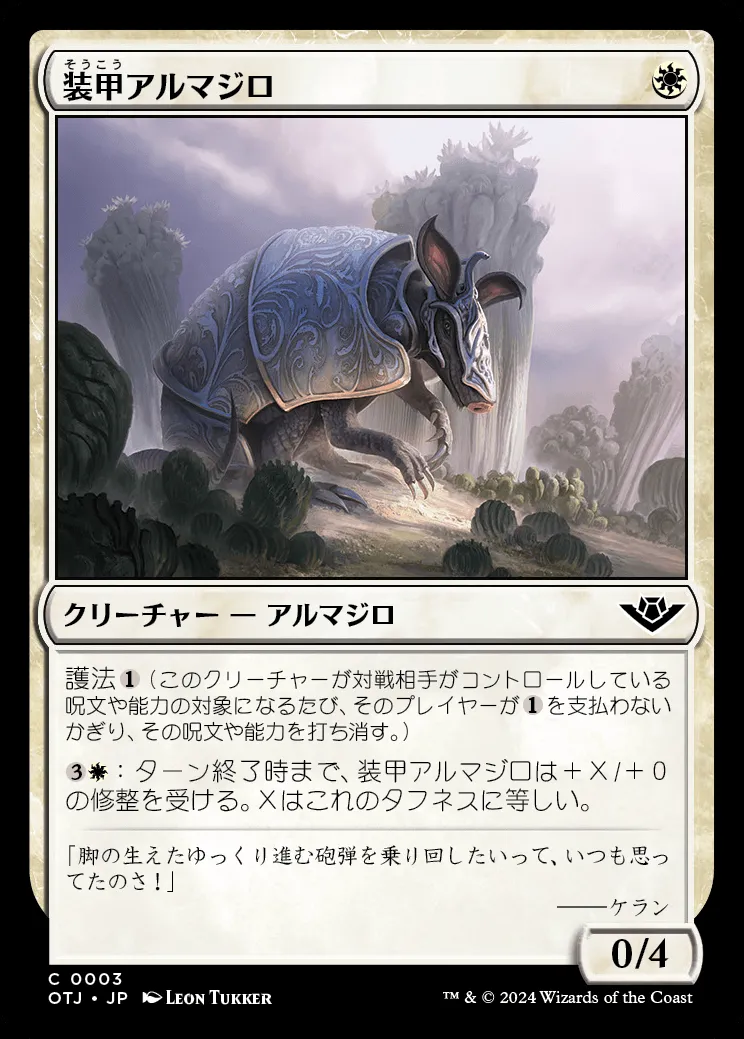 そうこう
装甲アルマジロ
クリーチャー — アルマジロ
護法1（このクリーチャーが対戦相手がコントロールしている
呪文や能力の対象になるたび、そのプレイヤーが1を支払わない
かぎり、その呪文や能力を打ち消す。）
3：ターン終了時まで、装甲アルマジロは＋X/＋0
の修整を受ける。Xはこれのタフネスに等しい。
「脚の生えたゆっくり進む砲弾を乗り回したいって、いつも思っ
てたのさ！」
――ケラン
0/4
C 0003
OTJ • JP LEON TUKKER
™ & © 2024 Wizards of the Coast